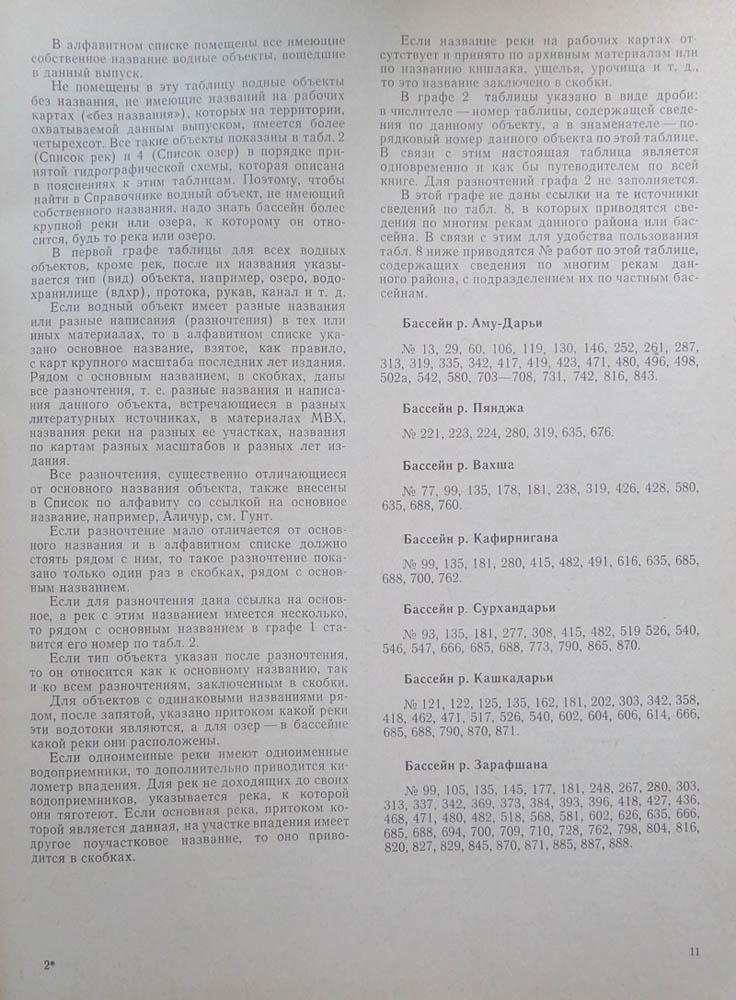 В алфавитном списке помещены все имеющие
собственное название водные объекты, вошедшие
в данный выпуск.
Не помещены в эту таблицу водные объекты
без названия, не имеющие названий на рабочих
картах («без названия»), которых на территории,
охватываемой данным выпуском, имеется более
четырехсот. Все такие объекты показаны в табл. 2
(Список рек) и 4 (Список озер) в порядке при-
нятой гидрографической схемы, которая описана
в пояснениях к этим таблицам. Поэтому, чтобы
найти в Справочнике водный объект, не имеющий
собственного названия, надо знать бассейн более
крупной реки или озера, к которому он отно-
сится, будь то река или озеро.
В первой графе таблицы для всех водных
объектов, кроме рек, после их названия указы-
вается тип (вид) объекта, например, озеро, водо-
хранилище (вдхр), протока, рукав, канал и т. д.
Если водный объект имеет разные названия
или разные написания (разночтения) в тех или
иных материалах, то в алфавитном списке ука-
зано основное название, взятое, как правило,
с карт крупного масштаба последних лет издания.
Рядом с основным названием, в скобках, даны
все разночтения, т. е. разные названия и написа-
ния данного объекта, встречающиеся в разных
литературных источниках, в материалах МВХ,
названия реки на разных ее участках, названия
по картам разных масштабов и разных лет из-
дания.
Все разночтения, существенно отличающиеся
от основного названия объекта, также внесены
в Список по алфавиту со ссылкой на основное
название, например, Аличур, см. Гунт.
Если разночтение мало отличается от основ-
ного названия и в алфавитном списке должно
стоять рядом с ним, то такое разночтение пока-
зано только один раз в скобках, рядом с основ-
ным названием.
Если для разночтения дана ссылка на основ-
ное, а рек с этим названием имеется несколько,
то рядом с основным названием в графе 1 ста-
вится его номер по табл. 2.
Если тип объекта указан после разночтения,
то он относится как к основному названию, так
и ко всем разночтениям, заключенным в скобки.
Для объектов с одинаковыми названиями ря-
дом, после запятой, указано притоком какой реки
эти водотоки являются, а для озер — в бассейне
какой реки они расположены.
Если одноименные реки имеют одноименные
водоприемники, то дополнительно приводится ки-
лометр впадения. Для рек не доходящих до своих
водоприемников, указывается река, к которой
они тяготеют. Если основная река, притоком ко-
торой является данная, на участке впадения имеет
другое поучастковое название, то оно приво-
дится в скобках.
2*
Если название реки на рабочих картах от-
сутствует и принято по архивным материалам или
по названию кишлака, ущелья, урочища и т. д.,
то это название заключено в скобки.
В графе 2 таблицы указано в виде дроби:
в числителе — номер таблицы, содержащей сведе-
ния по данному объекту, а в знаменателе — по-
рядковый номер данного объекта по этой таблице.
В связи с этим настоящая таблица является
одновременно и как бы путеводителем по всей
книге. Для разночтений графа 2 не заполняется.
В этой графе не даны ссылки на те источники
сведений по табл. 8, в которых приводятся све-
дения по многим рекам данного района или бас-
сейна. В связи с этим для удобства пользования
табл. 8 ниже приводятся № работ по этой таблице,
содержащих сведения по многим рекам дан-
ного района, с подразделением их по частным бас-
сейнам.
Бассейн р. Аму-Дарьи
№ 13, 29, 60, 106, 119, 130, 146, 252, 261, 287,
313, 319, 335, 342, 417, 419, 423, 471, 480, 496, 498,
502а, 542, 580, 703—708, 731, 742, 816, 843.
Бассейн р. Пянджа
№ 221, 223, 224, 280, 319, 635, 676.
Бассейн р. Вахша
№ 77, 99, 135, 178, 181, 238, 319, 426, 428, 580,
635, 688, 760.
Бассейн р. Кафирнигана
№ 99, 135, 181, 280, 415, 482, 491, 616, 635, 685,
688, 700, 762.
Бассейн р. Сурхандарьи
№ 93, 135, 181, 277, 308, 415, 482, 519 526, 540,
546, 547, 666, 685, 688, 773, 790, 865, 870.
Бассейн р. Кашкадарьи
№ 121, 122, 125, 135, 162, 181, 202, 303, 342, 358,
418, 462, 471, 517, 526, 540, 602, 604, 606, 614, 666,
685, 688, 790, 870, 871.
Бассейн р. Зарафшана
№ 99, 105, 135, 145, 177, 181, 248, 267, 280, 303,
313, 337, 342, 369, 373, 384, 393, 396, 418, 427, 436,
468, 471, 480, 482, 518, 568, 581, 602, 626, 635, 666,
685, 688, 694, 700, 709, 710, 728, 762, 798, 804, 816,
820, 827, 829, 845, 870, 871, 885, 887, 888.
11